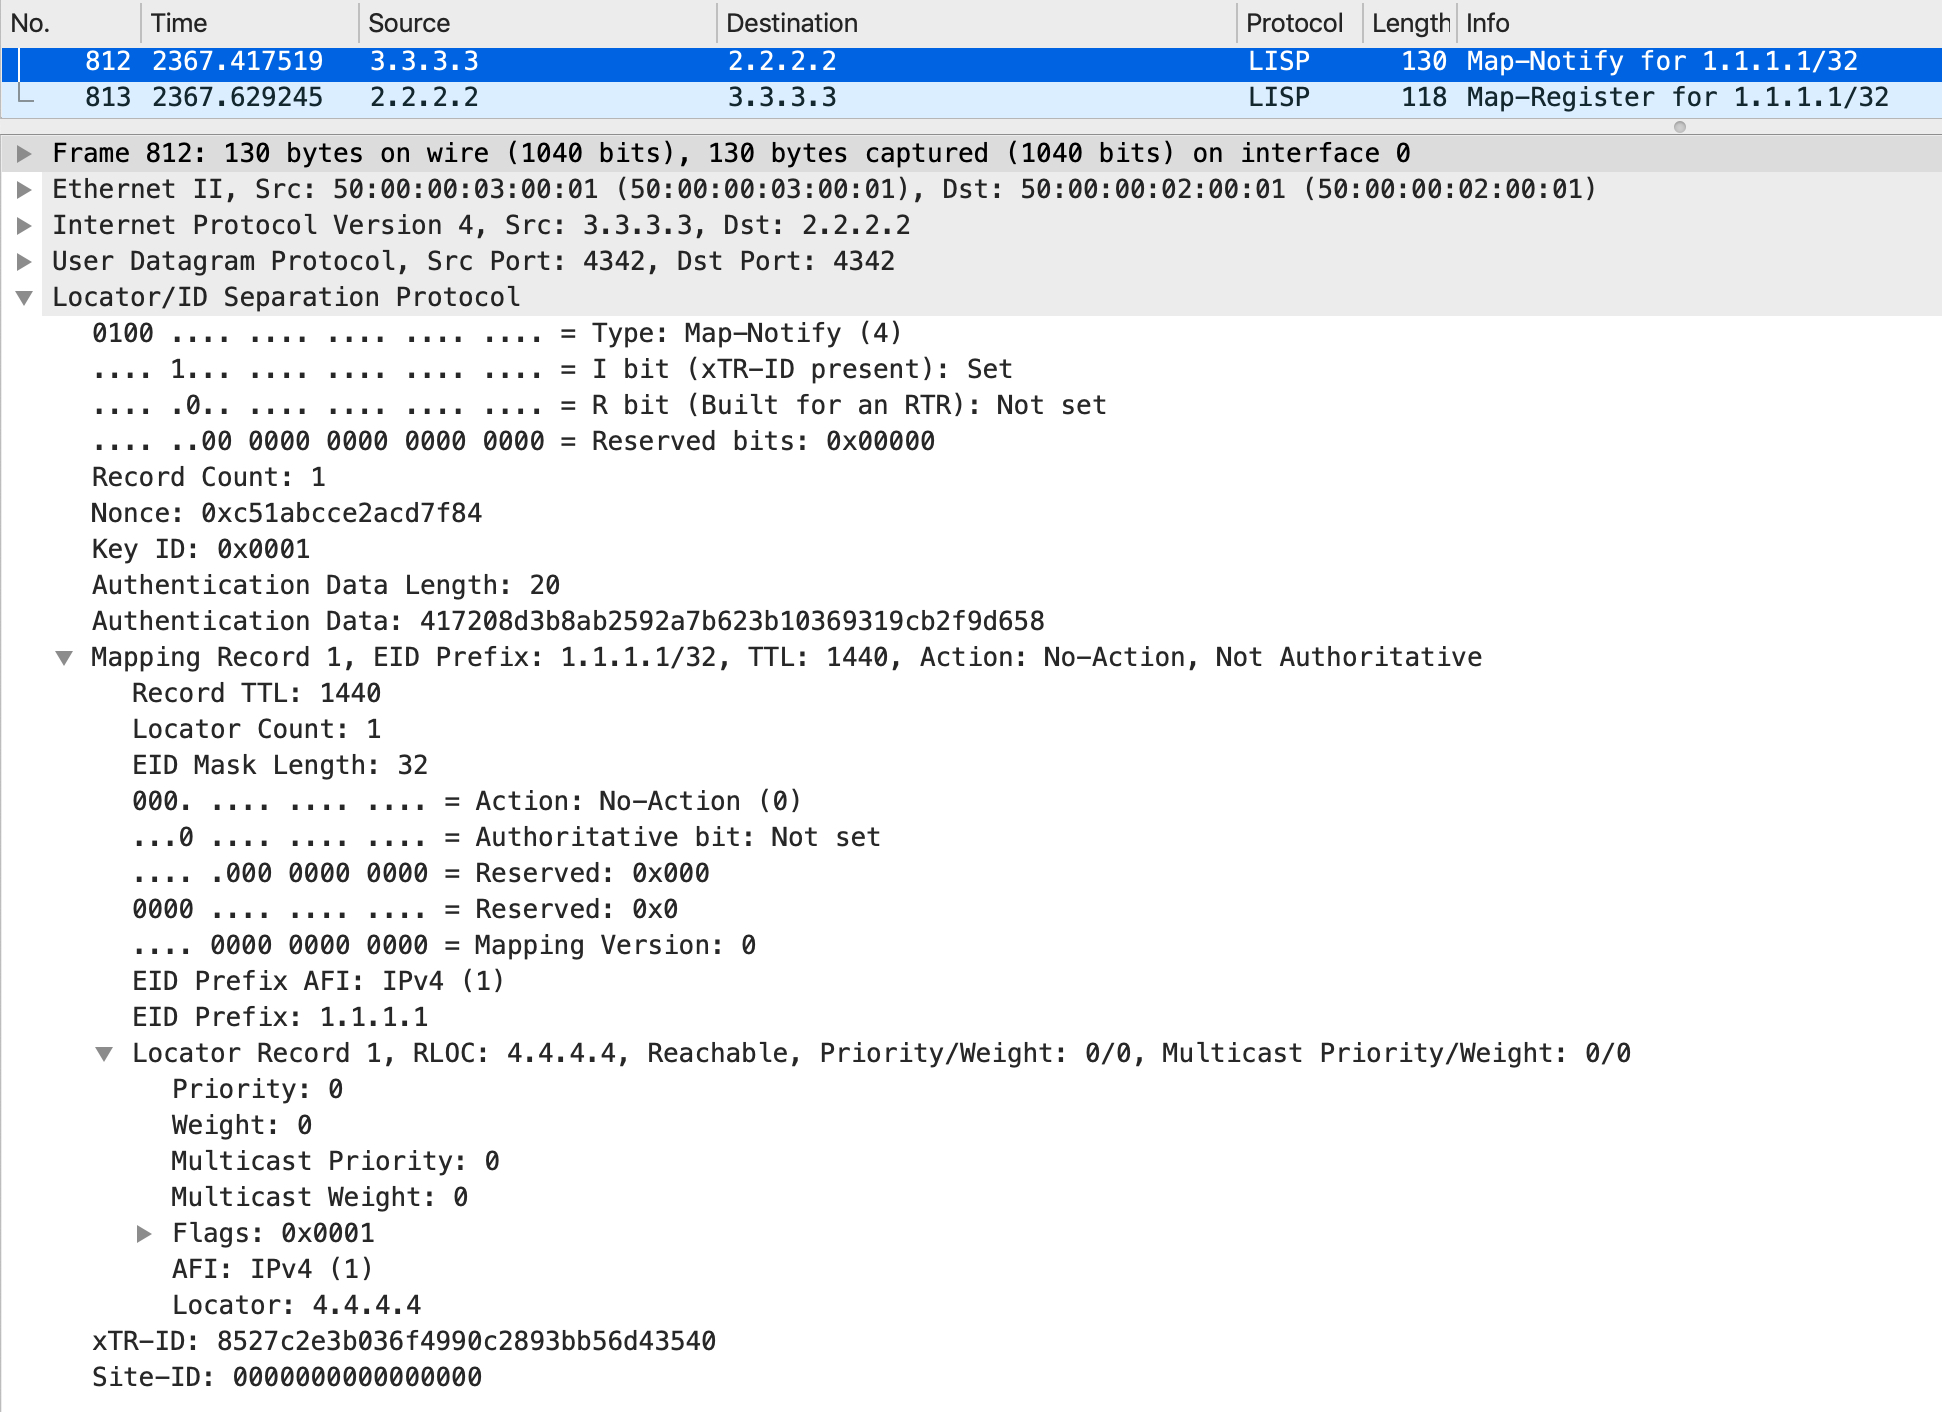 No. Time Source Destination Protocol Length Info
812 2367.417519 3.3.3.3 2.2.2.2 LISP 130 Map-Notify for 1.1.1.1/32
813 2367.629245 2.2.2.2 3.3.3.3 LISP 118 Map-Register for 1.1.1.1/32
Frame 812: 130 bytes on wire (1040 bits), 130 bytes captured (1040 bits) on interface 0
Ethernet II, Src: 50:00:00:03:00:01 (50:00:00:03:00:01), Dst: 50:00:00:02:00:01 (50:00:00:02:00:01)
Internet Protocol Version 4, Src: 3.3.3.3, Dst: 2.2.2.2
User Datagram Protocol, Src Port: 4342, Dst Port: 4342
Locator/ID Separation Protocol
0100 .... .... .... .... .... = Type: Map-Notify (4)
.... 1... .... .... .... .... = I bit (xTR-ID present): Set
.... .0.. .... .... .... .... = R bit (Built for an RTR): Not set
.... ..00 0000 0000 0000 0000 = Reserved bits: 0x00000
Record Count: 1
Nonce: 0xc51abcce2acd7f84
Key ID: 0x0001
Authentication Data Length: 20
Authentication Data: 417208d3b8ab2592a7b623b10369319cb2f9d658
Mapping Record 1, EID Prefix: 1.1.1.1/32, TTL: 1440, Action: No-Action, Not Authoritative
Record TTL: 1440
Locator Count: 1
EID Mask Length: 32
000. .... .... .... = Action: No-Action (0)
...0 .... .... .... = Authoritative bit: Not set
.... .000 0000 0000 = Reserved: 0x000
0000 .... .... .... = Reserved: 0x0
.... 0000 0000 0000 = Mapping Version: 0
EID Prefix AFI: IPv4 (1)
EID Prefix: 1.1.1.1
Locator Record 1, RLOC: 4.4.4.4, Reachable, Priority/Weight: 0/0, Multicast Priority/Weight: 0/0
Priority: 0
Weight: 0
Multicast Priority: 0
Multicast Weight: 0
Flags: 0x0001
AFI: IPv4 (1)
Locator: 4.4.4.4
xTR-ID: 8527c2e3b036f4990c2893bb56d43540
Site-ID: 0000000000000000